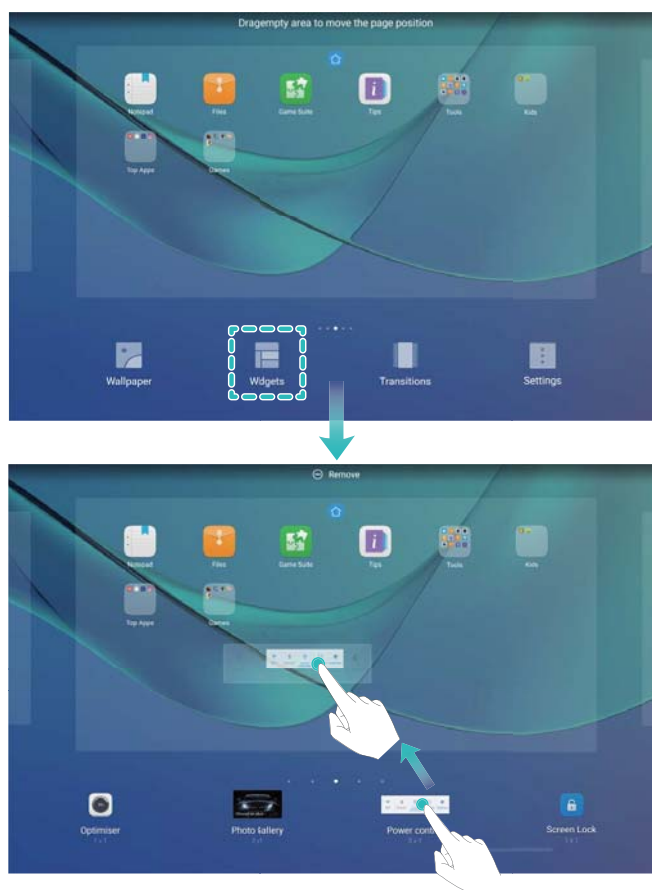 Dragempty area to move the page position
Notepad Files Game Suite Tips Tools Kids
Top Apps Games
Wallpaper Widgets Transitions Settings
Remove
Notepad Files Game Suite Tips Tools Kids
Top Apps Games
Optimiser Photo Gallery Power cont Screen Lock